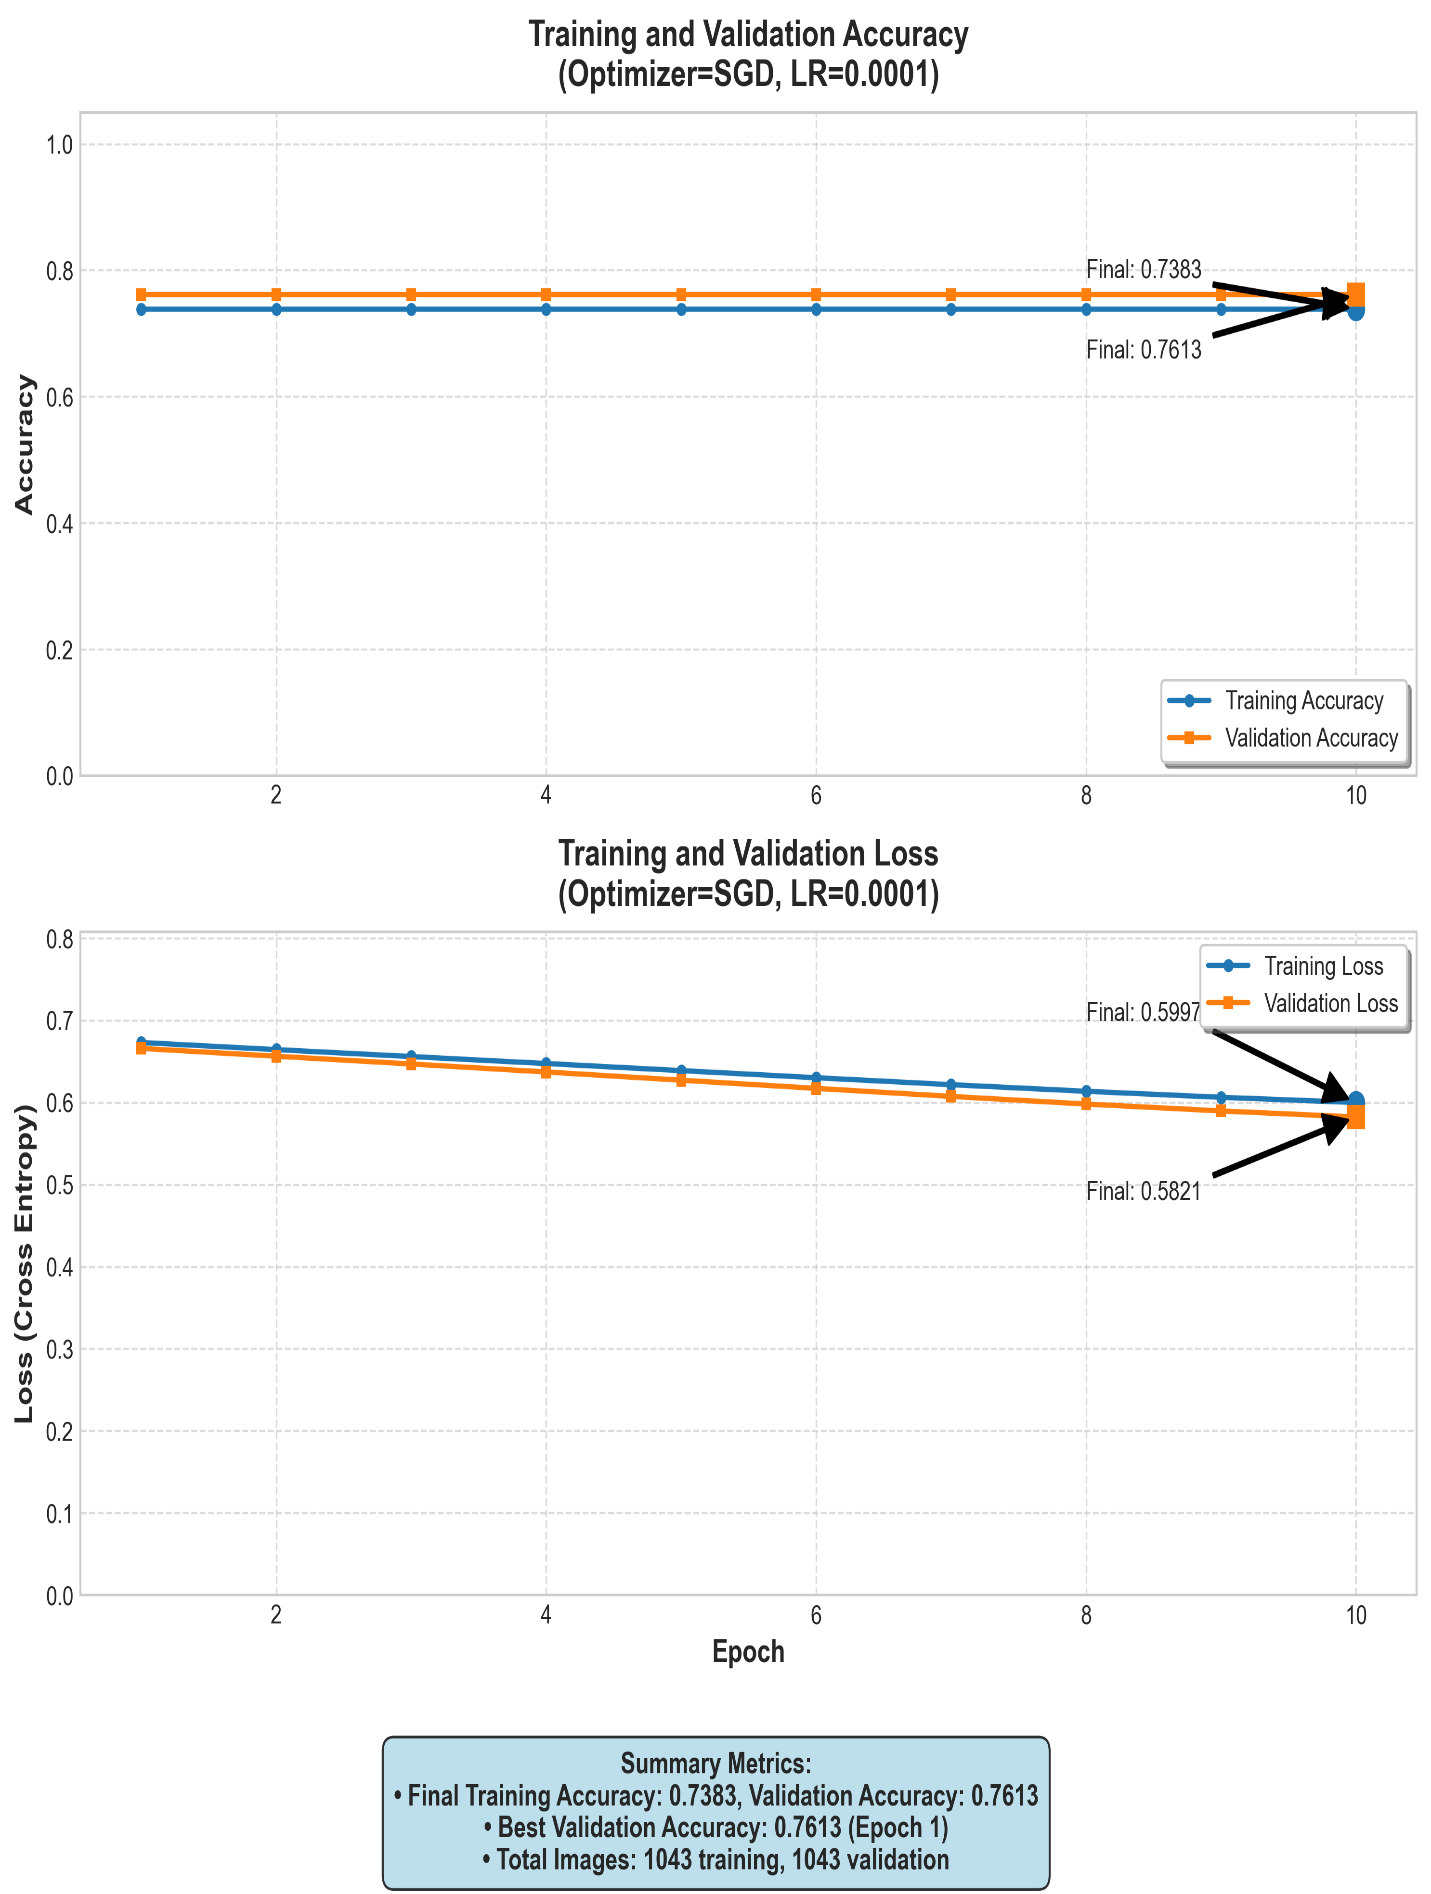 Training and Validation Accuracy
(Optimizer=SGD, LR=0.0001)
1.0
0.8
0.6
0.4
0.2
0.0
Accuracy
Final: 0.7383
Final: 0.7613
Training Accuracy
Validation Accuracy
2
4
6
8
10
Training and Validation Loss
(Optimizer=SGD, LR=0.0001)
0.8
0.7
0.6
0.5
0.4
0.3
0.2
0.1
0.0
Loss (Cross Entropy)
Training Loss
Validation Loss
Final: 0.5997
Final: 0.5821
2
4
6
8
10
Epoch
Summary Metrics:
• Final Training Accuracy: 0.7383, Validation Accuracy: 0.7613
• Best Validation Accuracy: 0.7613 (Epoch 1)
• Total Images: 1043 training, 1043 validation